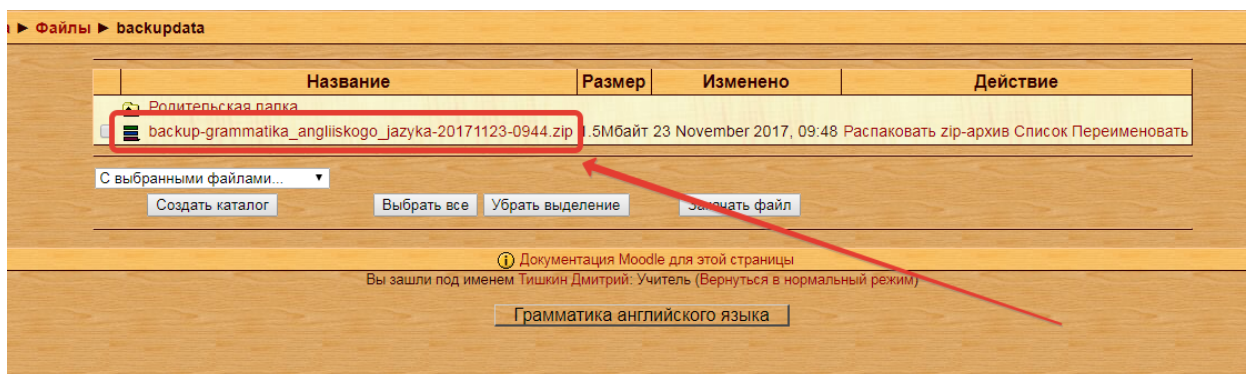 а ► Файлы ► backupdata
Название Размер Изменено Действие
Родительская папка
backup-grammatika_angliiskogo_jazyka-20171123-0944.zip 1.5Мбайт 23 November 2017, 09:48 Распаковать zip-архив Список Переименовать
С выбранными файлами...
Создать каталог Выбрать все Убрать выделение Закачать файл
Документация Moodle для этой страницы
Вы зашли под именем Тишкин Дмитрий: Учитель (Вернуться в нормальный режим)
Грамматика английского языка